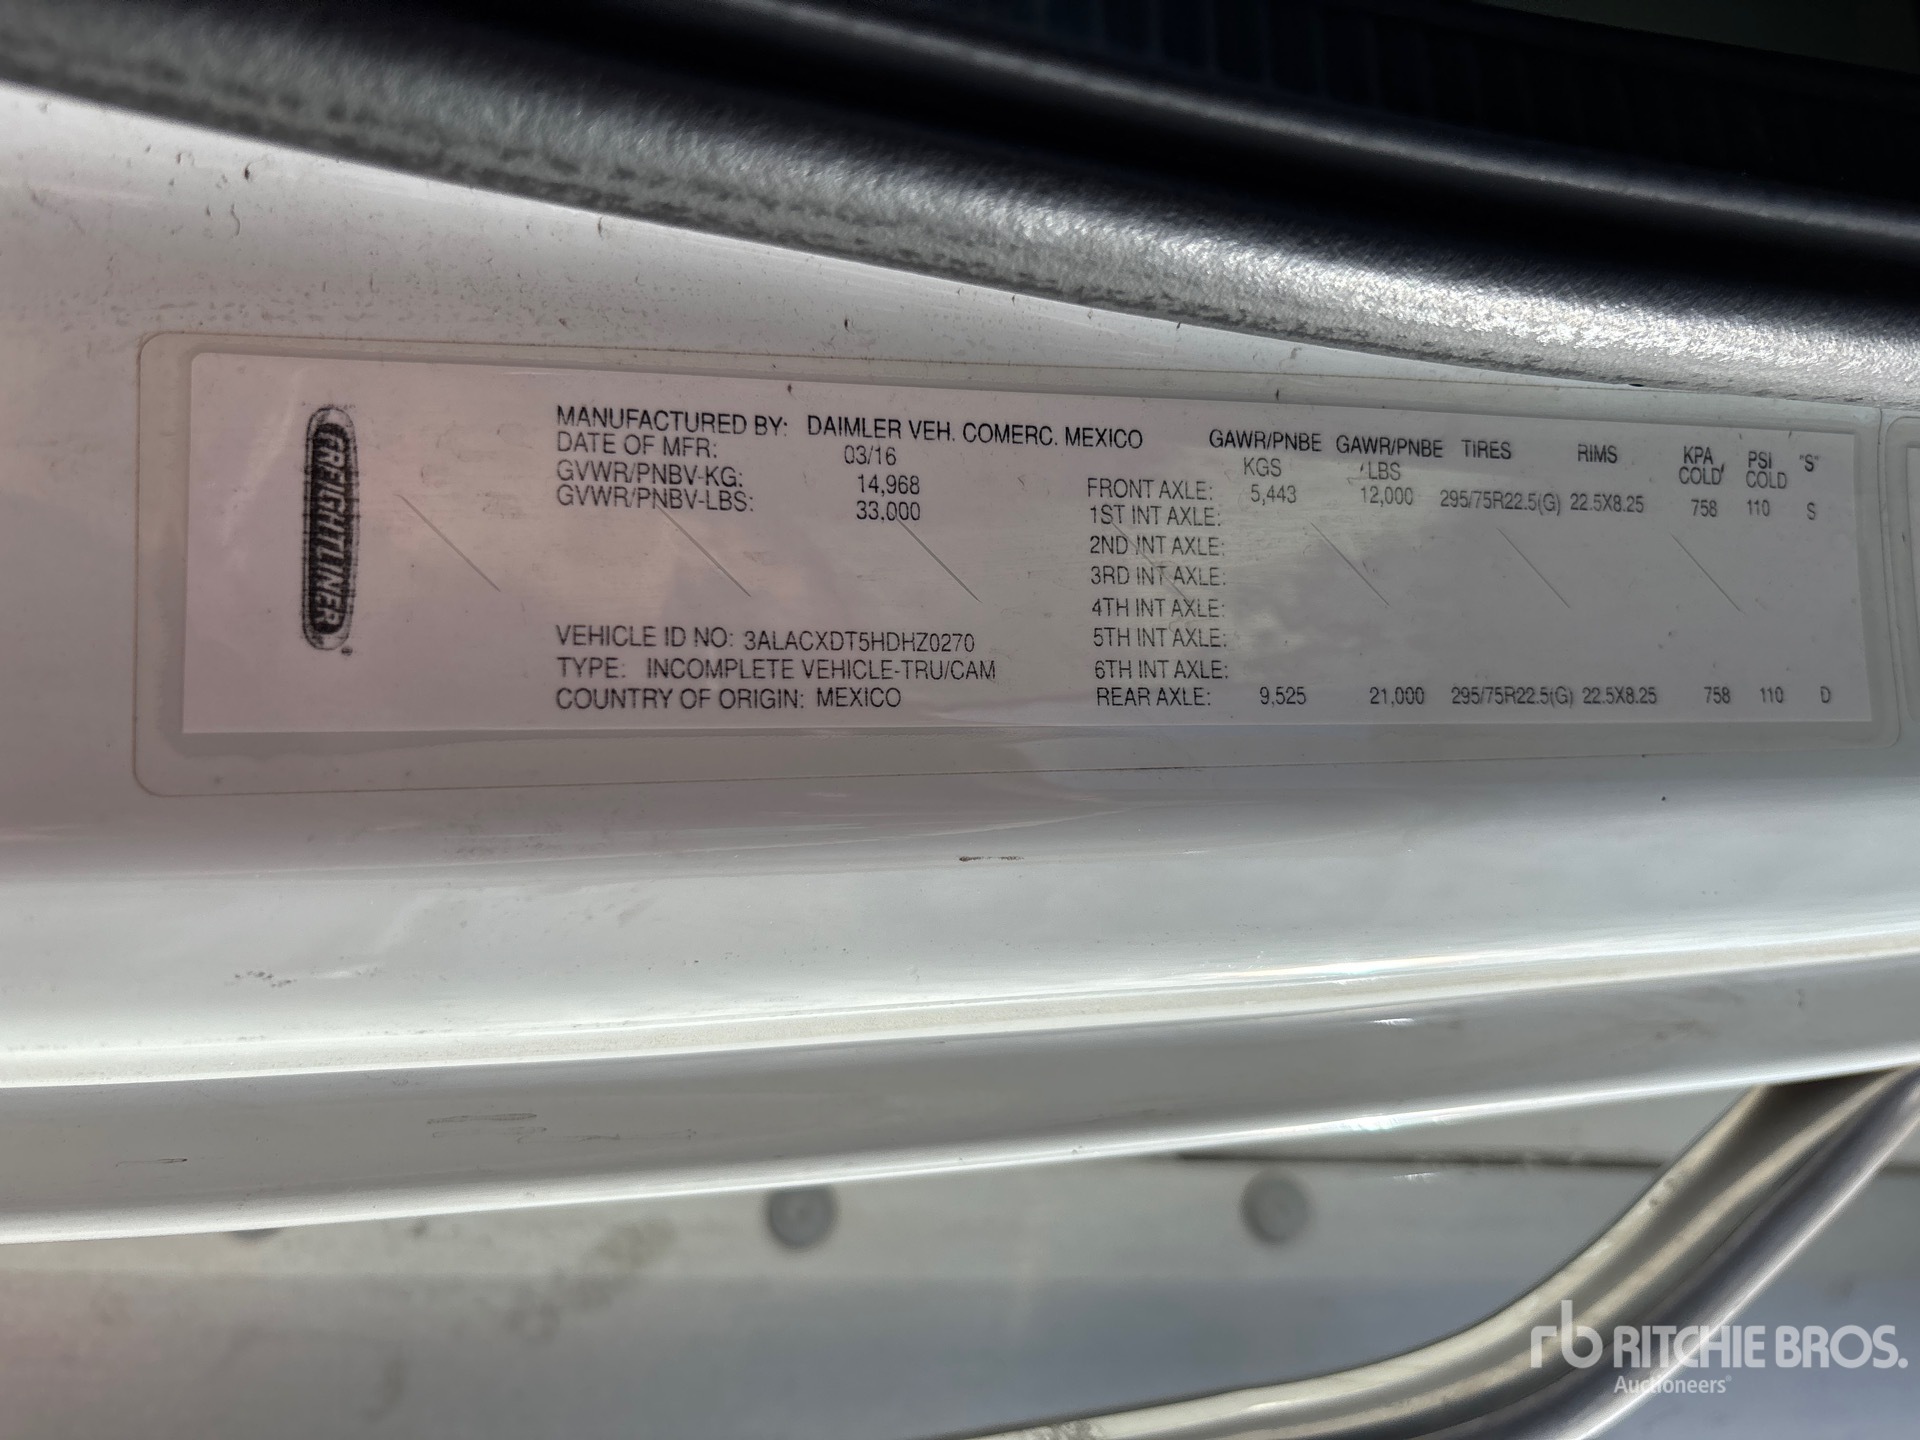 FREIGHTLINER
MANUFACTURED BY: DAIMLER VEH. COMERC. MEXICO
DATE OF MFR: 03/16
GVWR/PNBV-KG: 14,968
GVWR/PNBV-LBS: 33,000
VEHICLE ID NO: 3ALACXDT5HDHZ0270
TYPE: INCOMPLETE VEHICLE-TRU/CAM
COUNTRY OF ORIGIN: MEXICO
GAWR/PNBE KGS GAWR/PNBE LBS TIRES RIMS KPA COLD PSI COLD "S"
FRONT AXLE: 5,443 12,000 295/75R22.5(G) 22.5X8.25 758 110 S
1ST INT AXLE:
2ND INT AXLE:
3RD INT AXLE:
4TH INT AXLE:
5TH INT AXLE:
6TH INT AXLE:
REAR AXLE: 9,525 21,000 295/75R22.5(G) 22.5X8.25 758 110 D
rb RITCHIE BROS.
Auctioneers